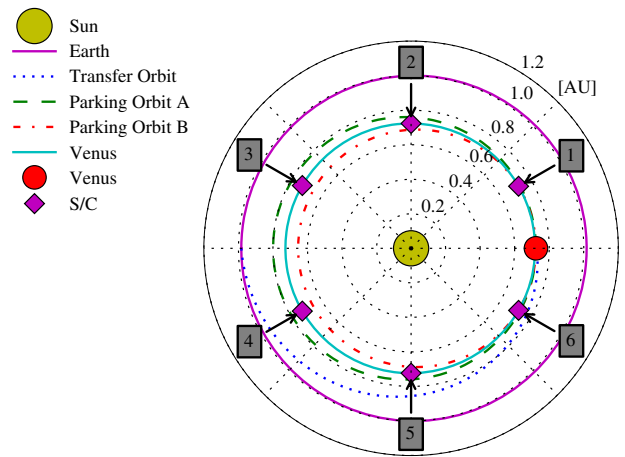 Sun
Earth
Transfer Orbit
Parking Orbit A
Parking Orbit B
Venus
Venus
S/C
2
1.2
[AU]
1.0
0.8
3
0.6
1
0.4
0.2
4
6
5